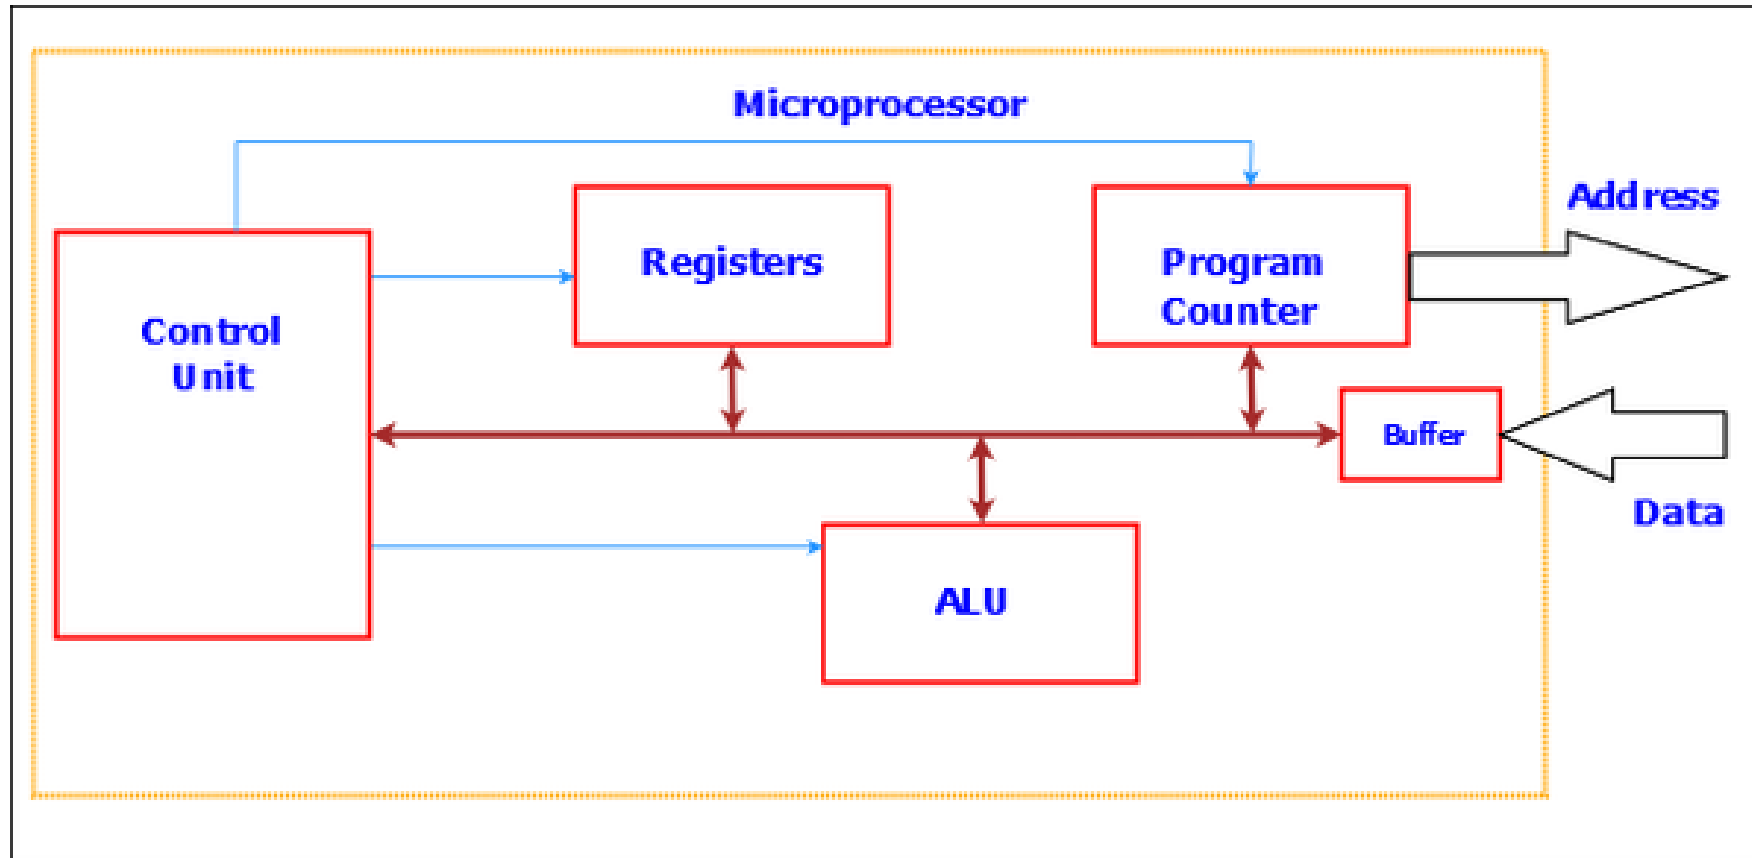 Microprocessor
Address
Registers
Program
Counter
Control
Unit
Buffer
Data
ALU